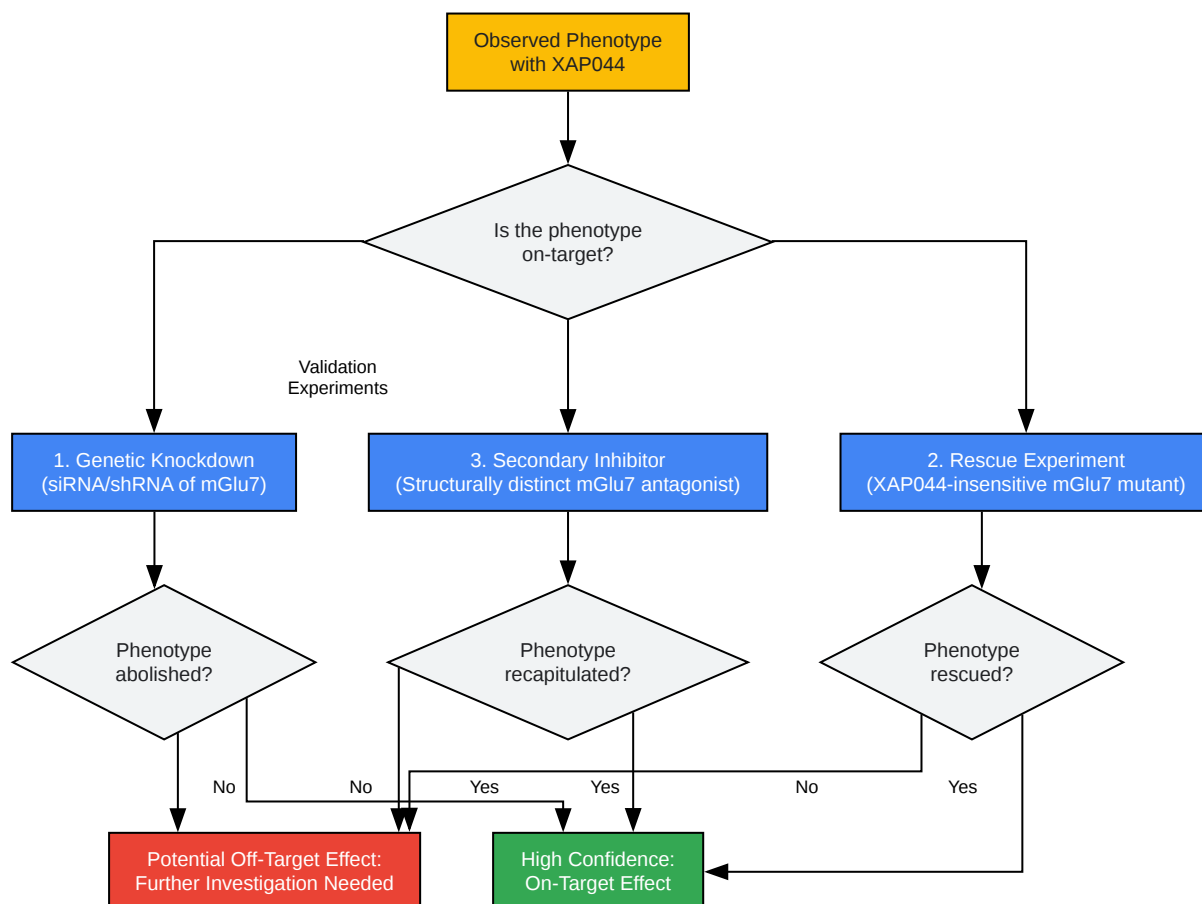 Observed Phenotype
with XAP044
Is the phenotype
on-target?
Validation
Experiments
1. Genetic Knockdown
(siRNA/shRNA of mGlu7)
3. Secondary Inhibitor
(Structurally distinct mGlu7 antagonist)
2. Rescue Experiment
(XAP044-insensitive mGlu7 mutant)
Phenotype
abolished?
Phenotype
recapitulated?
Phenotype
rescued?
No
No
Yes
Yes
No
Yes
Potential Off-Target Effect:
Further Investigation Needed
High Confidence:
On-Target Effect